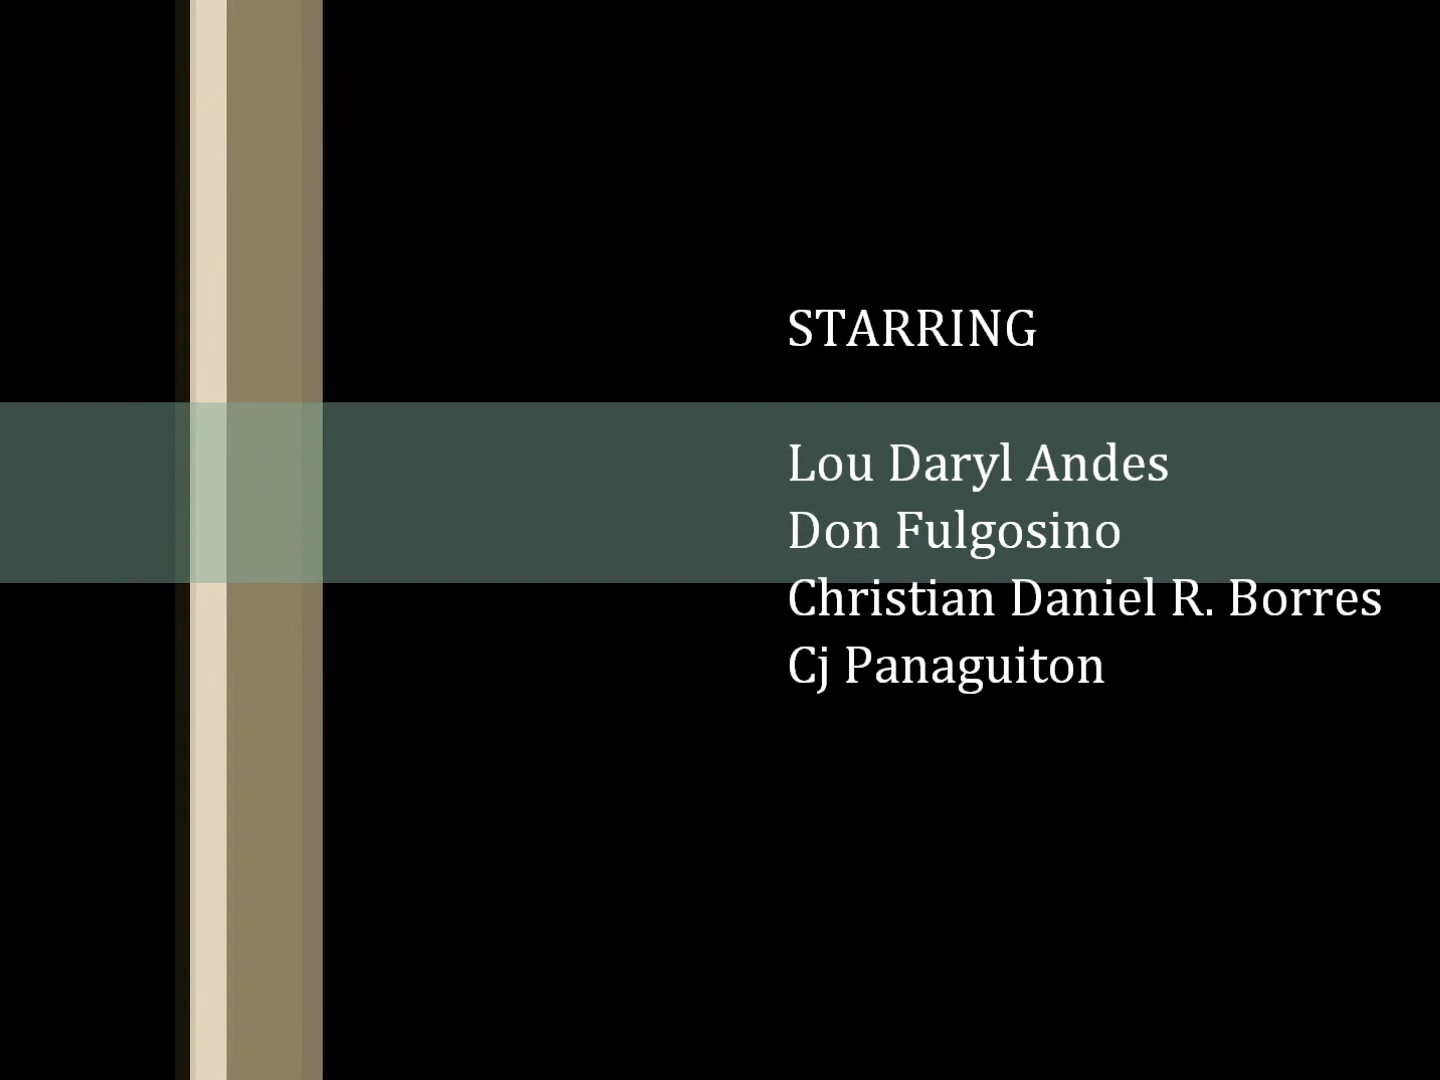 STARRING
Lou Daryl Andes
Don Fulgosino
Christian Daniel R. Borres
Cj Panaguiton